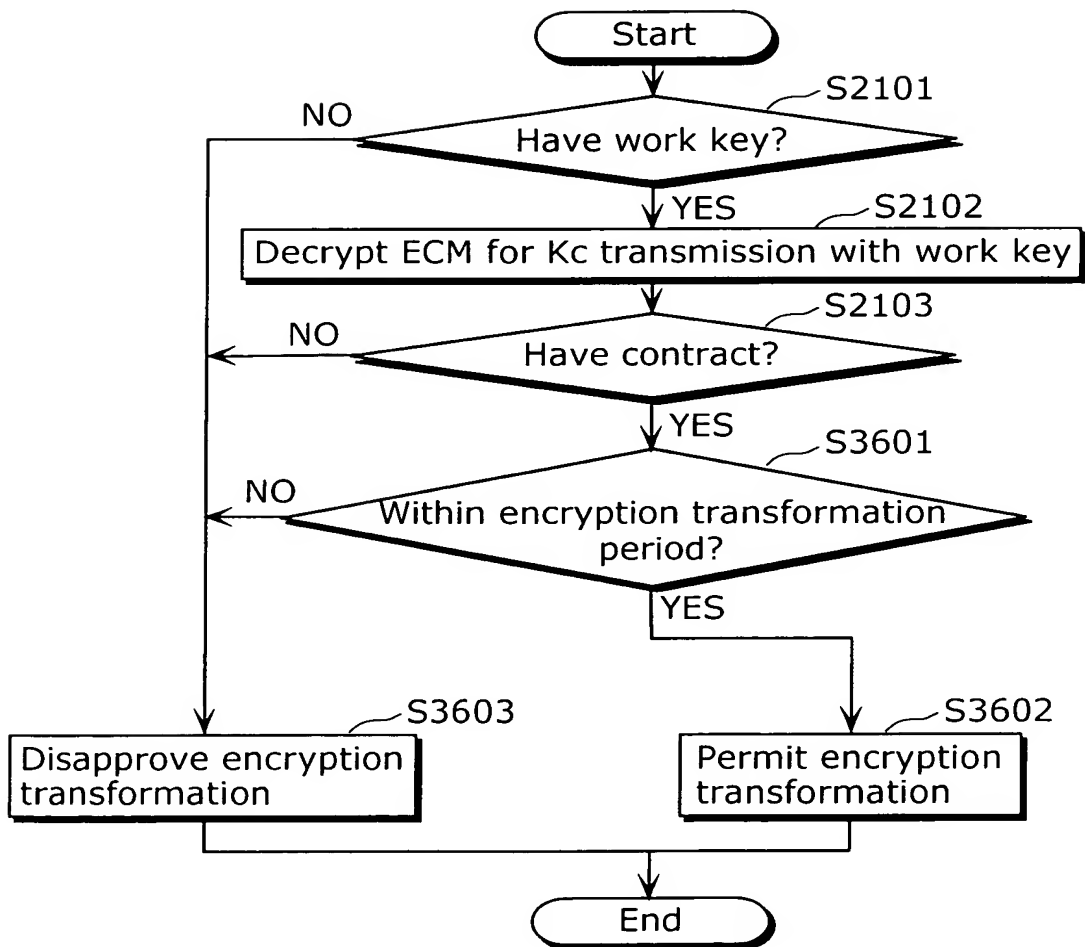 Start
S2101
NO
Have work key?
YES
S2102
Decrypt ECM for Kc transmission with work key
S2103
NO
Have contract?
YES
S3601
NO
Within encryption transformation
period?
YES
S3603
Disapprove encryption
transformation
S3602
Permit encryption
transformation
End